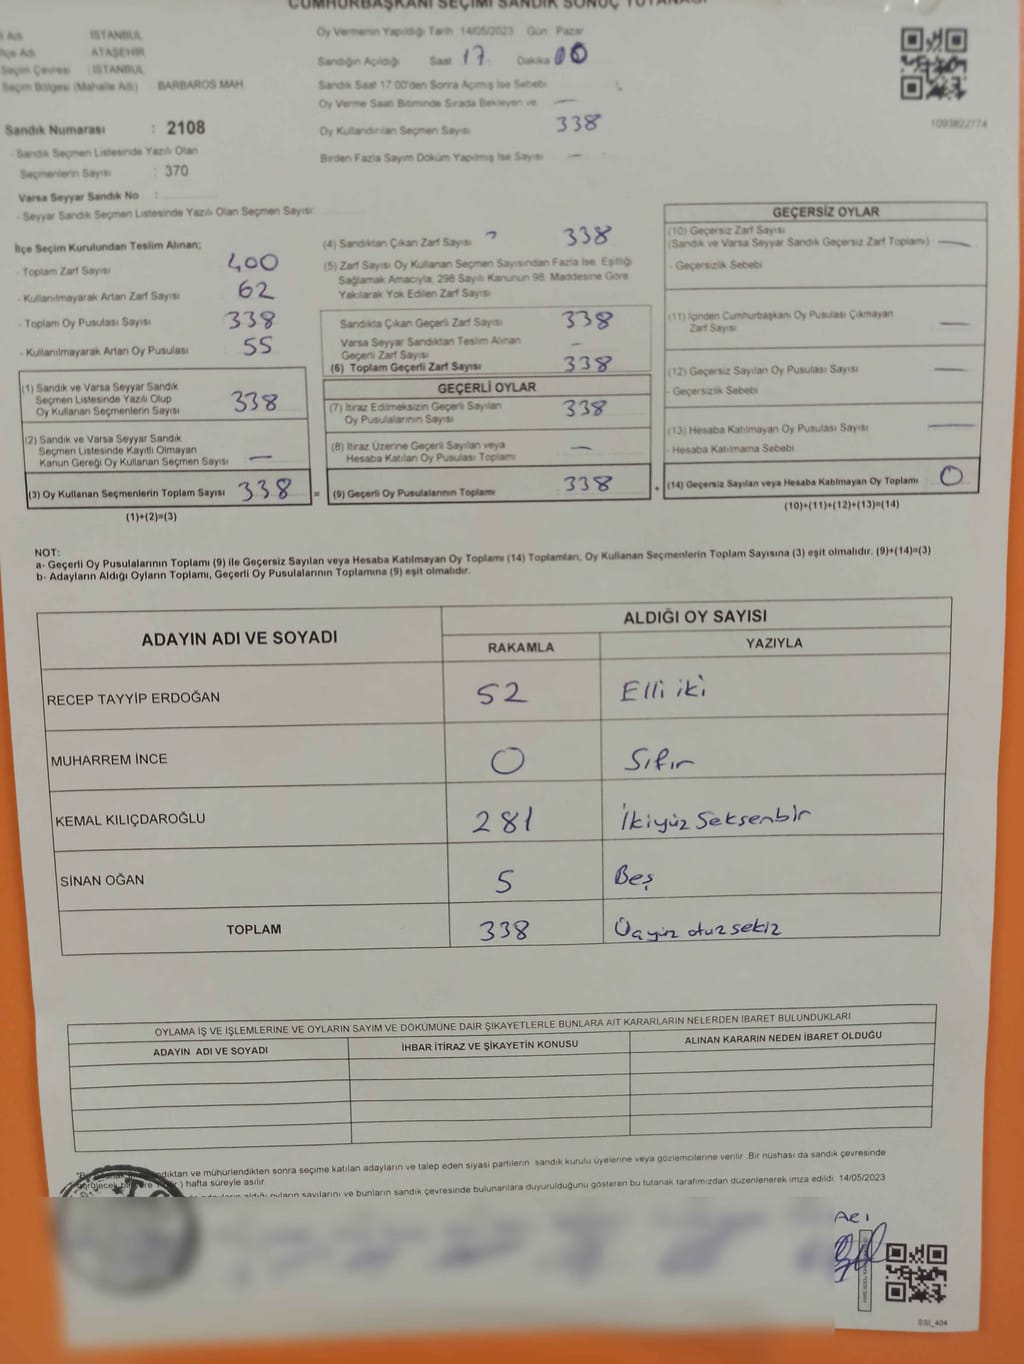 CUMHURBAŞKANI SEÇİMİ SANDIK SONUÇ TUTANAĞI
İli Adı İSTANBUL
İlçe Adı ATAŞEHİR
Seçim Çevresi : İSTANBUL
Seçim Bölgesi (Mahalle Adı) BARBAROS MAH.
Sandık Numarası : 2108
- Sandık Seçmen Listesinde Yazılı Olan
Seçmenlerin Sayısı : 370
Varsa Seyyar Sandık No :
- Seyyar Sandık Seçmen Listesinde Yazılı Olan Seçmen Sayısı:
Oy Vermenin Yapıldığı Tarih 14/05/2023 Gün Pazar
Sandığın Açıldığı Saat 17 Dakika 00
Sandık Saat 17:00'den Sonra Açılmış İse Sebebi
Oy Verme Saati Bitiminde Sırada Bekleyen ve —
Oy Kullandırılan Seçmen Sayısı 338
Birden Fazla Sayım Döküm Yapılmış İse Sayısı —
1093822774
İlçe Seçim Kurulundan Teslim Alınan;
- Toplam Zarf Sayısı 400
- Kullanılmayarak Artan Zarf Sayısı 62
- Toplam Oy Pusulası Sayısı 338
- Kullanılmayarak Artan Oy Pusulası 55
(1) Sandık ve Varsa Seyyar Sandık
Seçmen Listesinde Yazılı Olup
Oy Kullanan Seçmenlerin Sayısı 338
(2) Sandık ve Varsa Seyyar Sandık
Seçmen Listesinde Kayıtlı Olmayan
Kanun Gereği Oy Kullanan Seçmen Sayısı —
(3) Oy Kullanan Seçmenlerin Toplam Sayısı 338 =
(1)+(2)=(3)
(4) Sandıktan Çıkan Zarf Sayısı 338
(5) Zarf Sayısı Oy Kullanan Seçmen Sayısından Fazla İse, Eşitliği
Sağlamak Amacıyla, 298 Sayılı Kanunun 98. Maddesine Göre
Yakılarak Yok Edilen Zarf Sayısı
Sandıkta Çıkan Geçerli Zarf Sayısı 338
Varsa Seyyar Sandıktan Teslim Alınan
Geçerli Zarf Sayısı —
(6) Toplam Geçerli Zarf Sayısı 338
GEÇERLİ OYLAR
(7) İtiraz Edilmeksizin Geçerli Sayılan
Oy Pusulalarının Sayısı 338
(8) İtiraz Üzerine Geçerli Sayılan veya
Hesaba Katılan Oy Pusulası Toplamı —
(9) Geçerli Oy Pusulalarının Toplamı 338 +
GEÇERSİZ OYLAR
(10) Geçersiz Zarf Sayısı
(Sandık ve Varsa Seyyar Sandık Geçersiz Zarf Toplamı) —
- Geçersizlik Sebebi
(11) İçinden Cumhurbaşkanı Oy Pusulası Çıkmayan
Zarf Sayısı —
(12) Geçersiz Sayılan Oy Pusulası Sayısı —
- Geçersizlik Sebebi
(13) Hesaba Katılmayan Oy Pusulası Sayısı —
- Hesaba Katılmama Sebebi
(14) Geçersiz Sayılan veya Hesaba Katılmayan Oy Toplamı 0
(10)+(11)+(12)+(13)=(14)
NOT:
a- Geçerli Oy Pusulalarının Toplamı (9) ile Geçersiz Sayılan veya Hesaba Katılmayan Oy Toplamı (14) Toplamları, Oy Kullanan Seçmenlerin Toplam Sayısına (3) eşit olmalıdır. (9)+(14)=(3)
b- Adayların Aldığı Oyların Toplamı, Geçerli Oy Pusulalarının Toplamına (9) eşit olmalıdır.
ADAYIN ADI VE SOYADI ALDIĞI OY SAYISI
RAKAMLA YAZIYLA
RECEP TAYYİP ERDOĞAN 52 Elli iki
MUHARREM İNCE 0 Sıfır
KEMAL KILIÇDAROĞLU 281 İkiyüz Seksenbir
SİNAN OĞAN 5 Beş
TOPLAM 338 Üçyüz otuz sekiz
OYLAMA İŞ VE İŞLEMLERİNE VE OYLARIN SAYIM VE DÖKÜMÜNE DAİR ŞİKAYETLERLE BUNLARA AİT KARARLARIN NELERDEN İBARET BULUNDUKLARI
ADAYIN ADI VE SOYADI İHBAR İTİRAZ VE ŞİKAYETİN KONUSU ALINAN KARARIN NEDEN İBARET OLDUĞU
ve mühürlendikten sonra seçime katılan adayların ve talep eden siyasi partilerin sandık kurulu üyelerine veya gözlemcilerine verilir. Bir nüshası da sandık çevresinde
hafta süreyle asılır.
aldığı oyların sayılarını ve bunların sandık çevresinde bulunanlara duyurulduğunu gösteren bu tutanak tarafımızdan düzenlenerek imza edildi. 14/05/2023
SSI_404